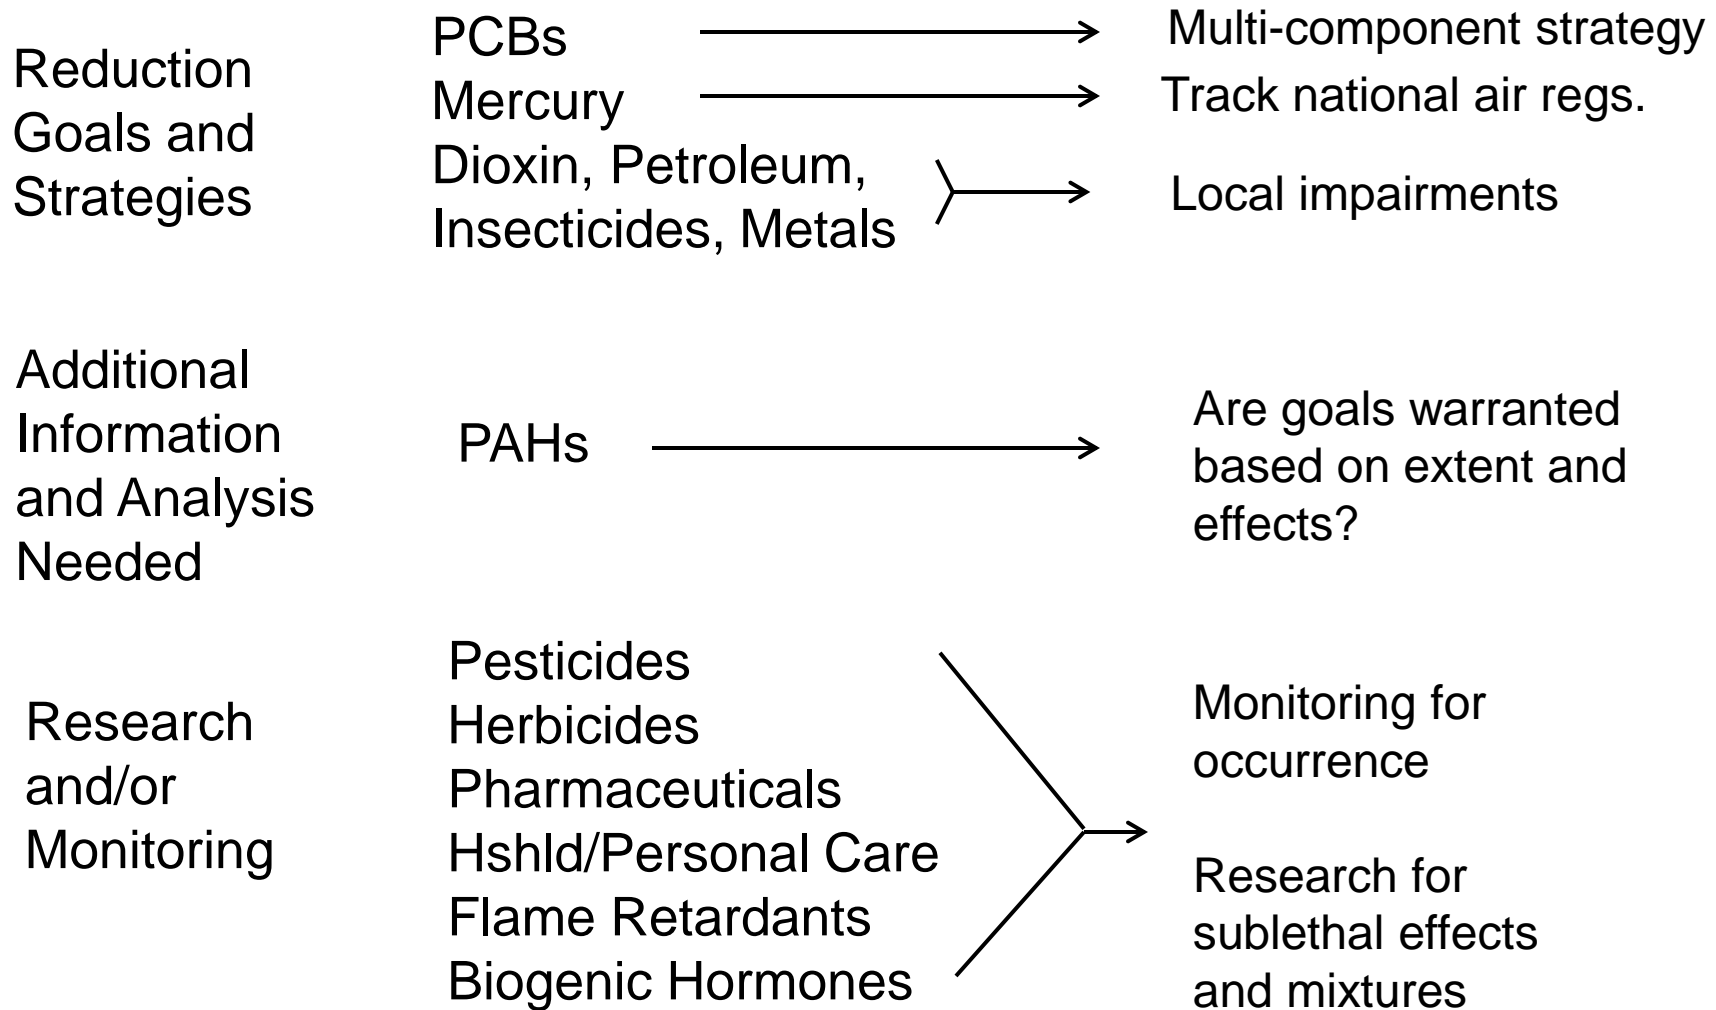 Reduction
Goals and
Strategies
PCBs
Mercury
Dioxin, Petroleum,
Insecticides, Metals
Multi-component strategy
Track national air regs.
Local impairments
Additional
Information
and Analysis
Needed
PAHs
Are goals warranted
based on extent and
effects?
Research
and/or
Monitoring
Pesticides
Herbicides
Pharmaceuticals
Hshld/Personal Care
Flame Retardants
Biogenic Hormones
Monitoring for
occurrence
Research for
sublethal effects
and mixtures